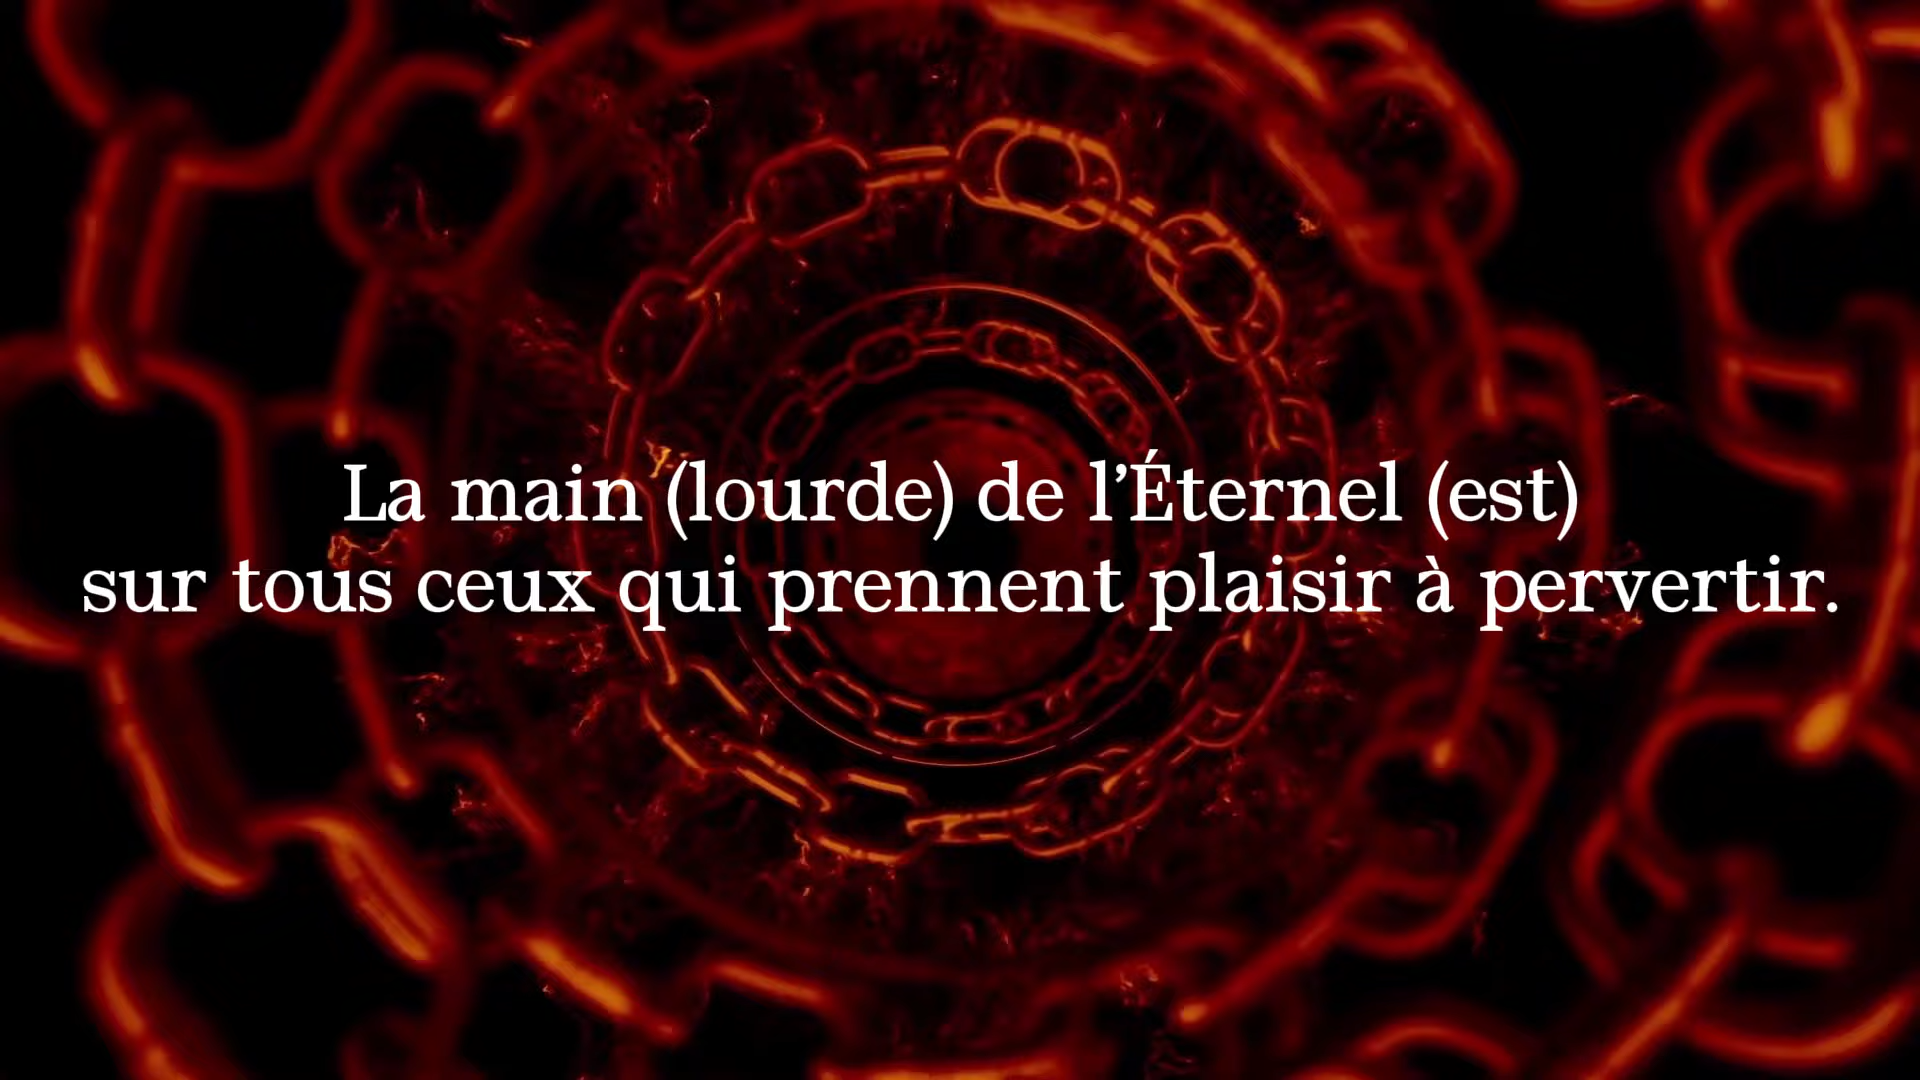 La main (lourde) de l’Éternel (est)
sur tous ceux qui prennent plaisir à pervertir.